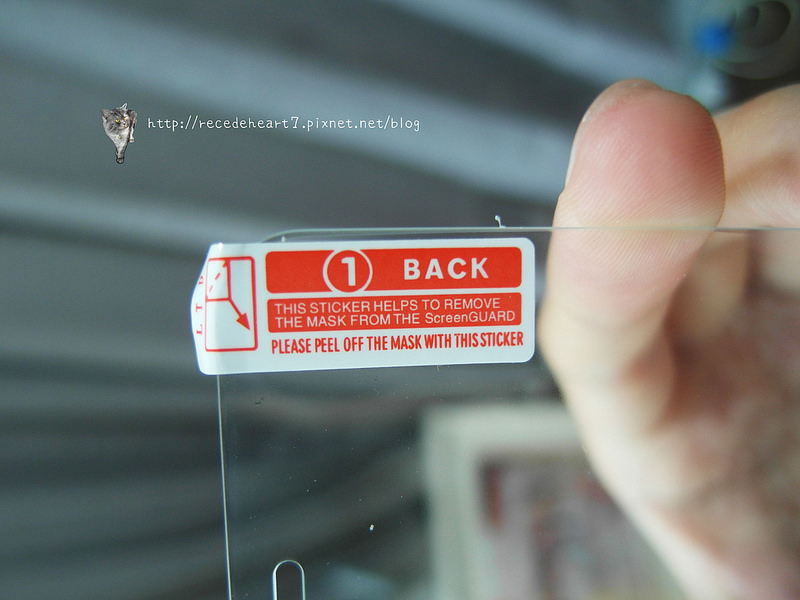 http://recedeheart7.pixnet.net/blog
1 BACK
THIS STICKER HELPS TO REMOVE
THE MASK FROM THE ScreenGUARD
PLEASE PEEL OFF THE MASK WITH THIS STICKER
LTD